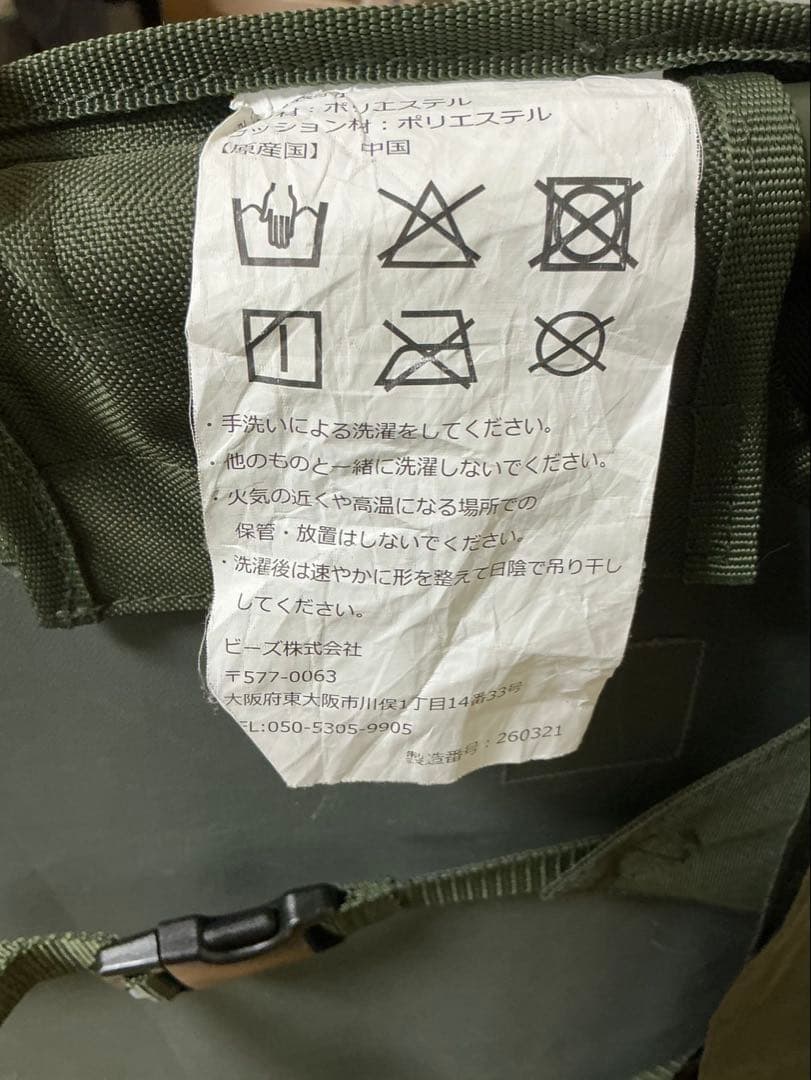 材：ポリエステル
クッション材：ポリエステル
【原産国】 中国
・手洗いによる洗濯をしてください。
・他のものと一緒に洗濯しないでください。
・火気の近くや高温になる場所での
保管・放置はしないでください。
・洗濯後は速やかに形を整えて日陰で吊り干し
してください。
ビーズ株式会社
〒577-0063
大阪府東大阪市川俣1丁目14番33号
TEL:050-5305-9905
製造番号：260321